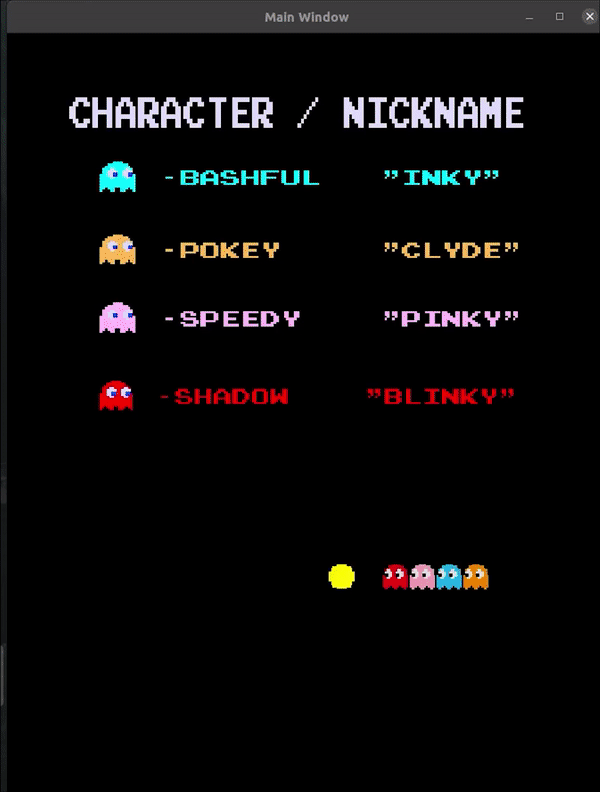 Main Window
CHARACTER / NICKNAME
-BASHFUL "INKY"
-POKEY "CLYDE"
-SPEEDY "PINKY"
-SHADOW "BLINKY"